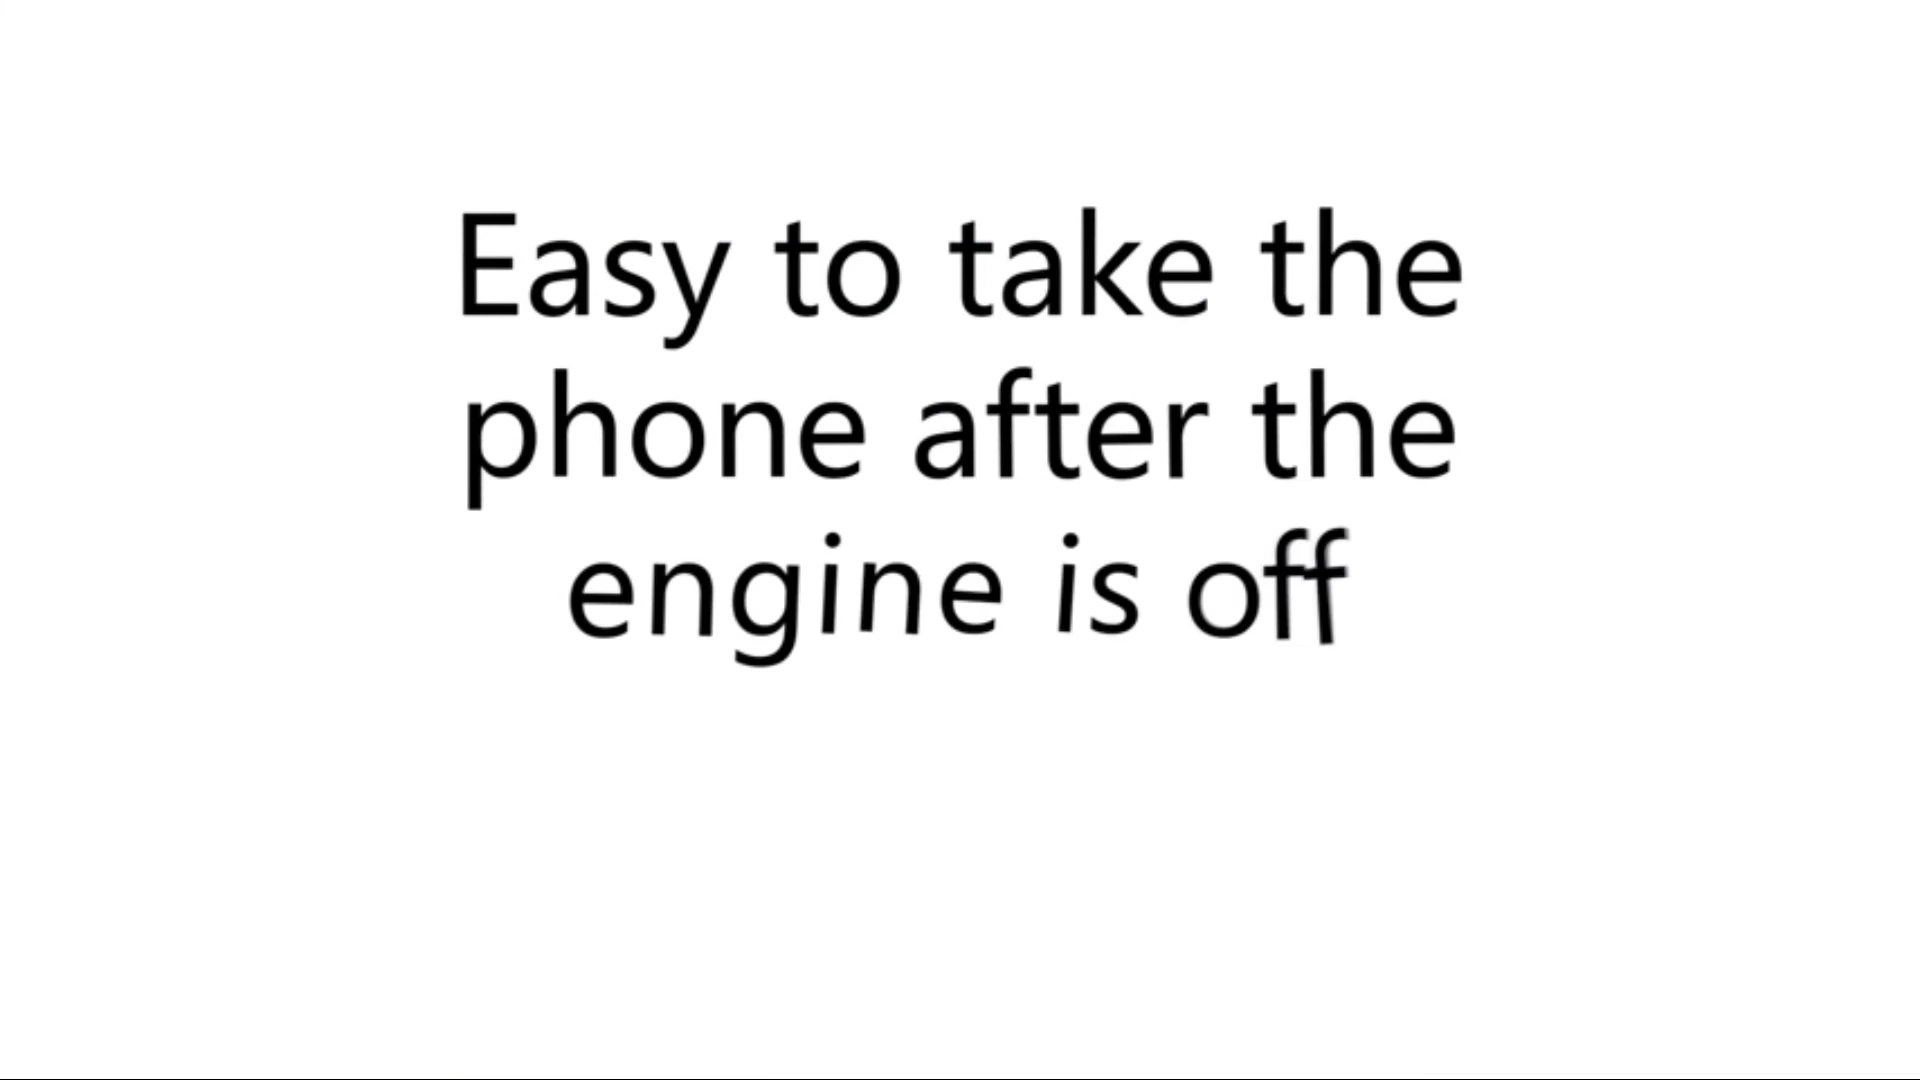 Easy to take the
phone after the
engine is off